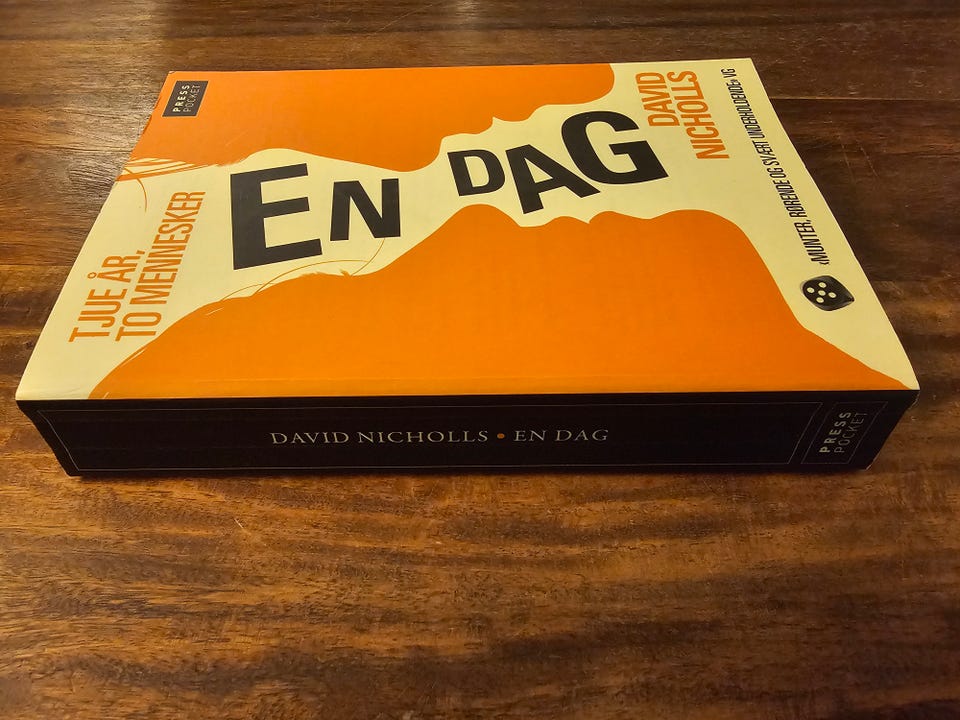 PRESS
POCKET
TJUE ÅR,
TO MENNESKER
EN DAG
DAVID
NICHOLLS
«MUNTER, RØRENDE OG SVÆRT UNDERHOLDENDE» VG
DAVID NICHOLLS • EN DAG
PRESS
POCKET